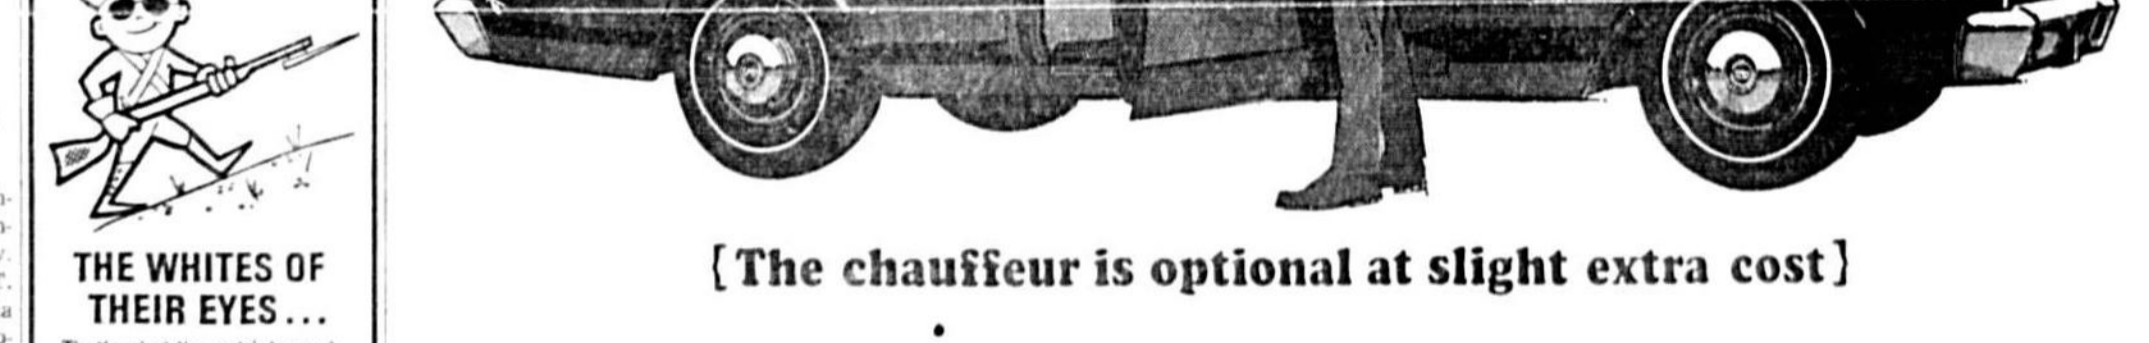 THE WHITES OF
THEIR EYES...
[The chauffeur is optional at slight extra cost]